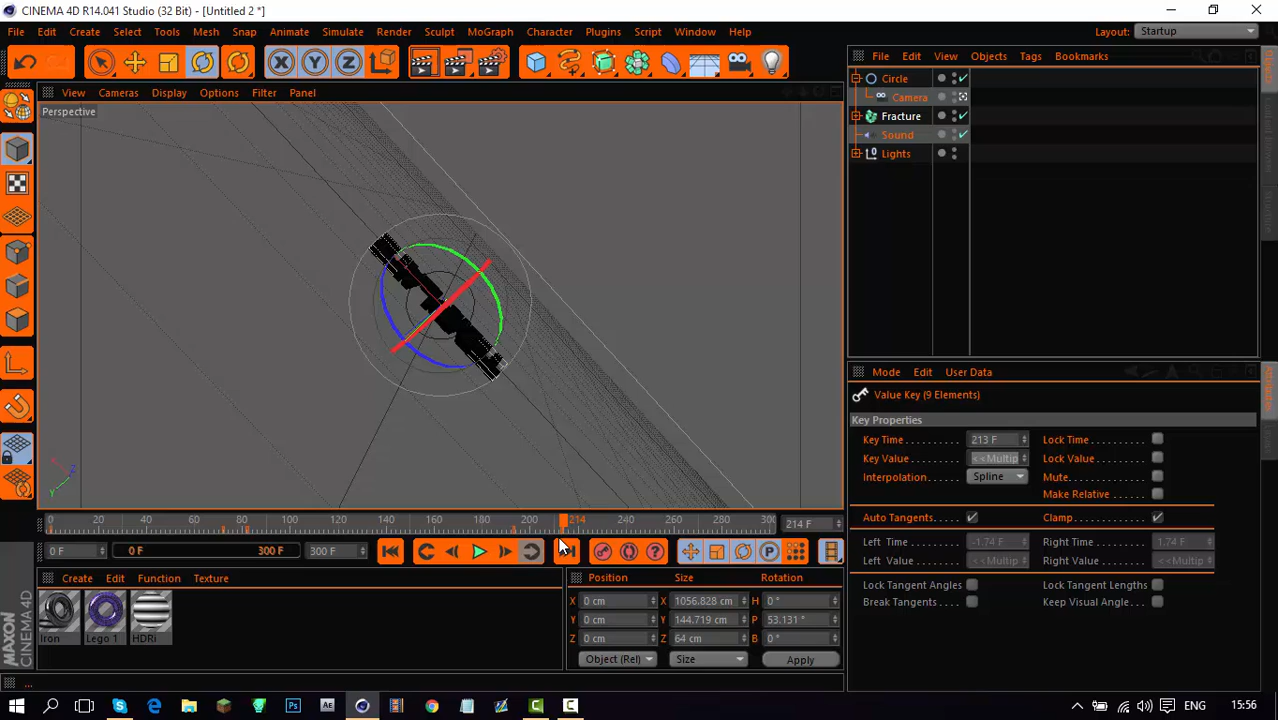 CINEMA 4D R14.041 Studio (32 Bit) - [Untitled 2 *]
File Edit Create Select Tools Mesh Snap Animate Simulate Render Sculpt MoGraph Character Plugins Script Window Help Layout: Startup
View Cameras Display Options Filter Panel
Perspective
File Edit View Objects Tags Bookmarks
Circle
Camera
Fracture
Sound
Lights
Mode Edit User Data
Value Key (9 Elements)
Key Properties
Key Time 213 F Lock Time
Key Value <<Multip Lock Value
Interpolation Spline Mute
Make Relative
Auto Tangents Clamp
Left Time -1.74 F Right Time 1.74 F
Left Value <<Multip Right Value <<Multip
Lock Tangent Angles Lock Tangent Lengths
Break Tangents Keep Visual Angle
X
Y
Z
0 20 40 60 80 100 120 140 160 180 200 214 240 260 280 300 214 F
0 F 0 F 300 F 300 F
Create Edit Function Texture
Iron Lego 1 HDRi
Position Size Rotation
X 0 cm X 1056.828 cm H 0 °
Y 0 cm Y 144.719 cm P 53.131 °
Z 0 cm Z 64 cm B 0 °
Object (Rel) Size Apply
MAXON CINEMA 4D
...
ENG 15:56